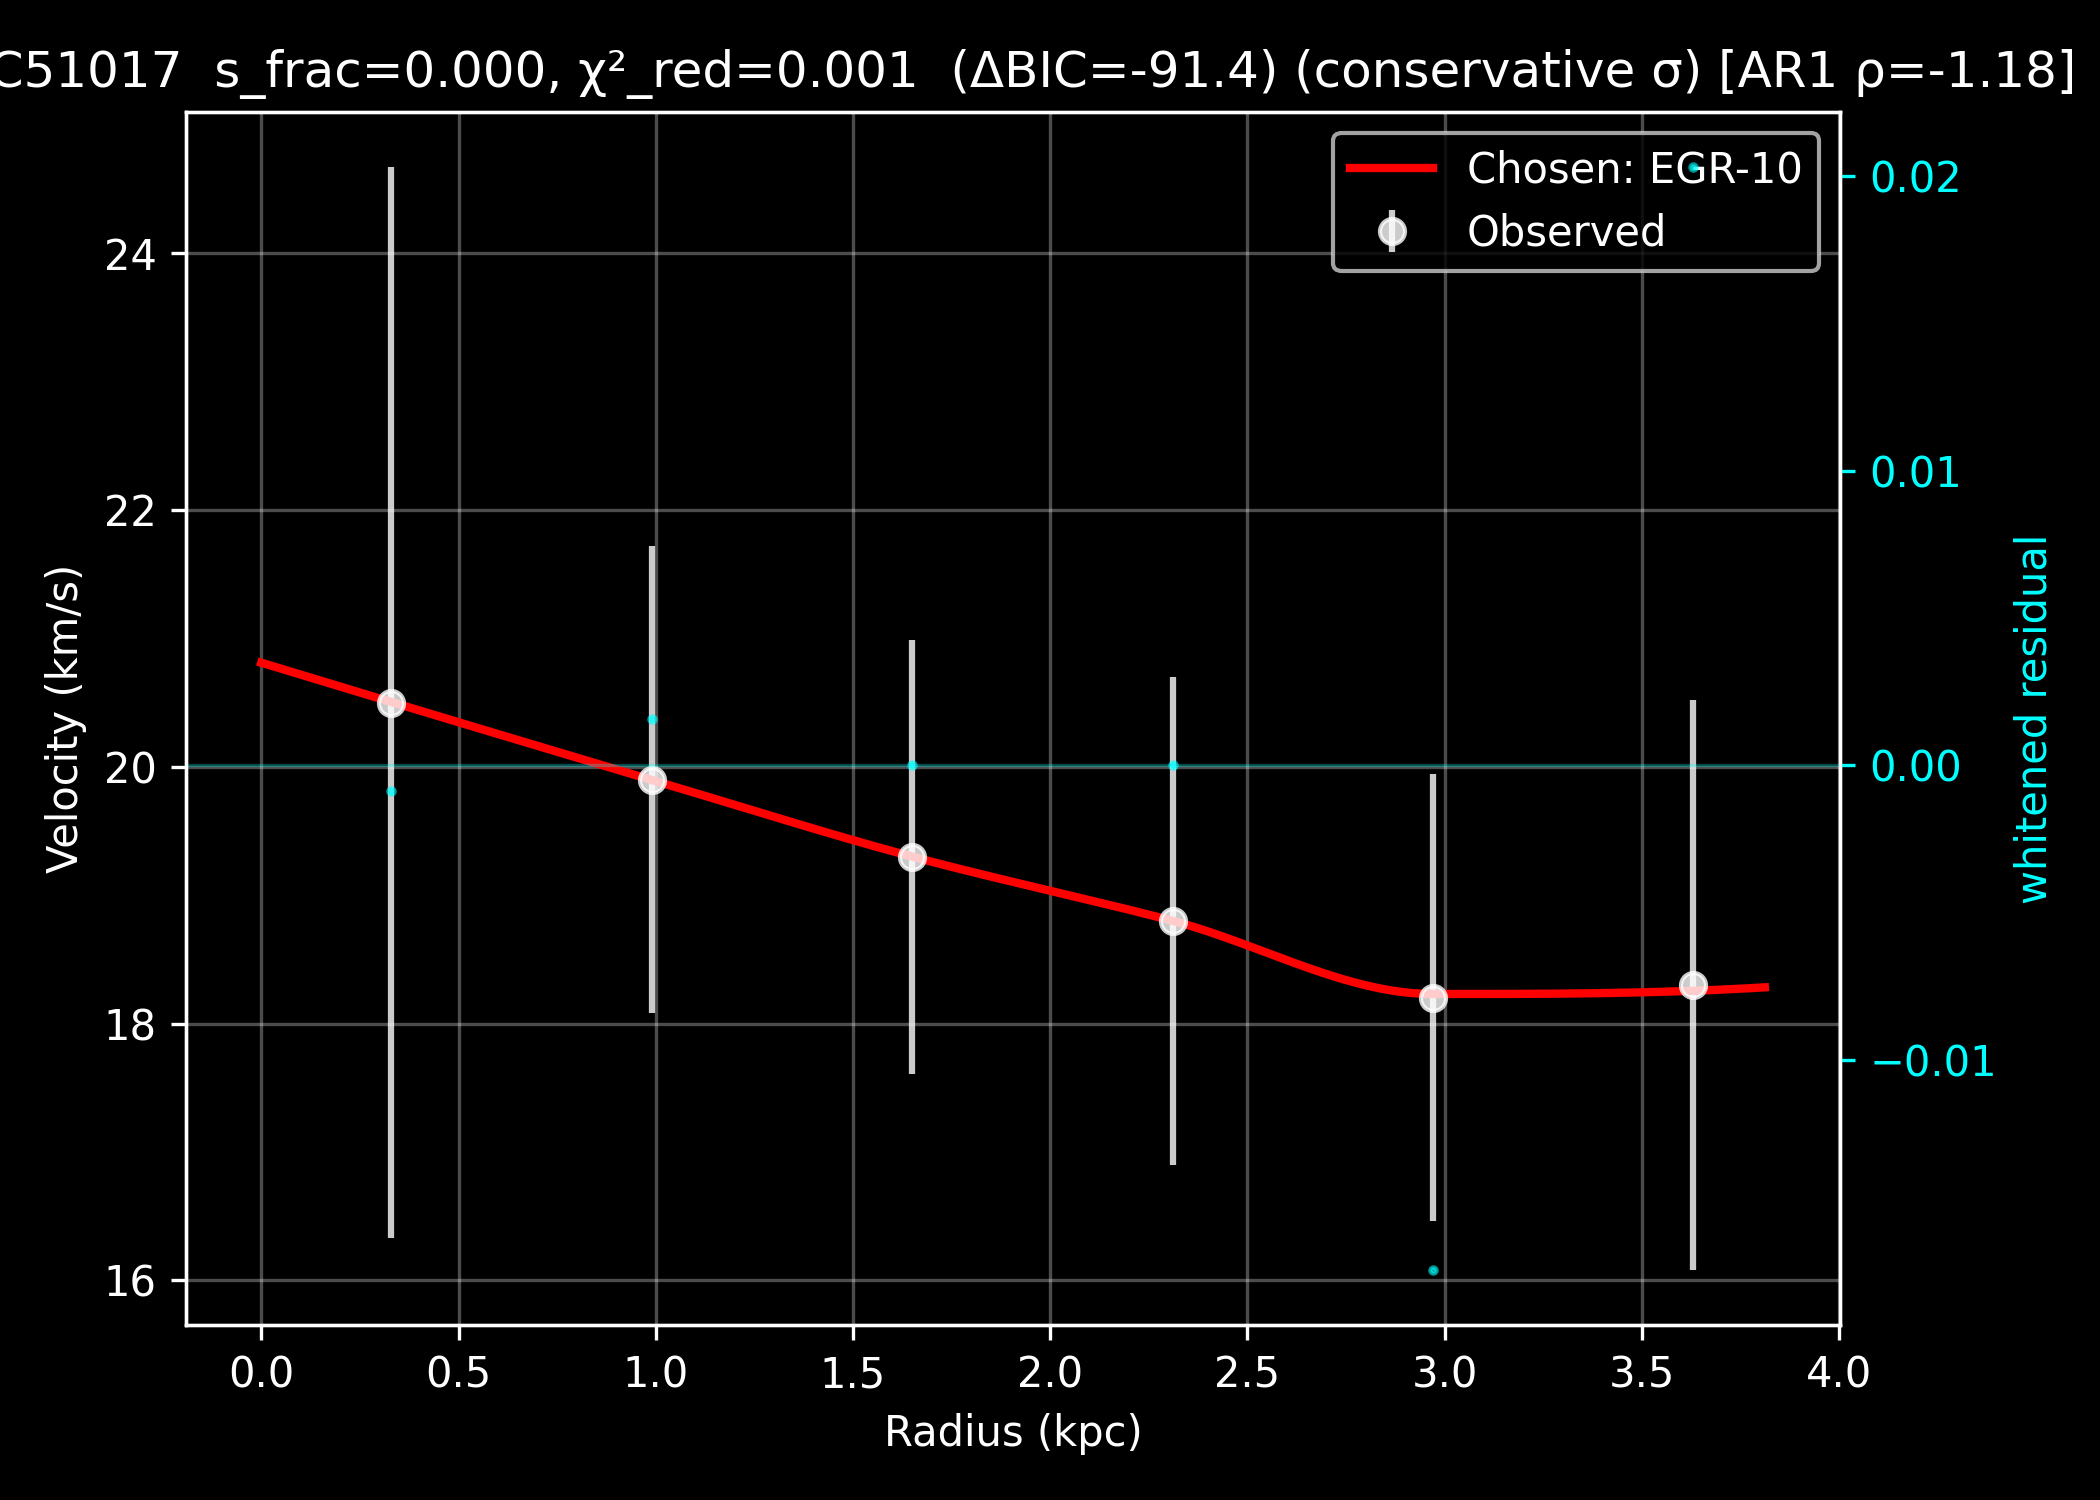 C51017 s_frac=0.000, χ²_red=0.001 (ΔBIC=-91.4) (conservative σ) [AR1 ρ=-1.18]
Chosen: EGR-10
Observed
24
22
20
18
16
Velocity (km/s)
0.02
0.01
0.00
−0.01
whitened residual
0.0 0.5 1.0 1.5 2.0 2.5 3.0 3.5 4.0
Radius (kpc)